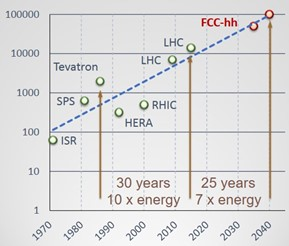 100000
10000
1000
100
10
1
FCC-hh
LHC
LHC
Tevatron
SPS
RHIC
HERA
ISR
30 years
10 x energy
25 years
7 x energy
1970
1980
1990
2000
2010
2020
2030
2040